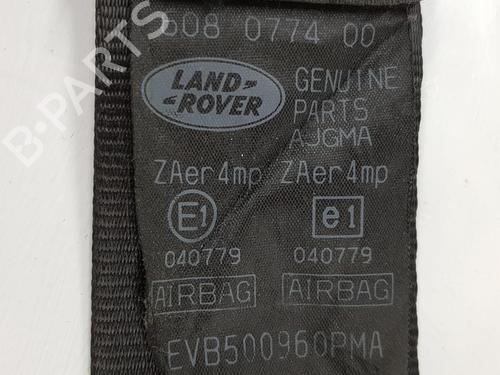 608 0774 00
LAND-
-ROVER
GENUINE
PARTS
AJGMA
ZAer4mp ZAer4mp
E1 e1
040779 040779
AIRBAG AIRBAG
EVB500960PMA
B-PARTS